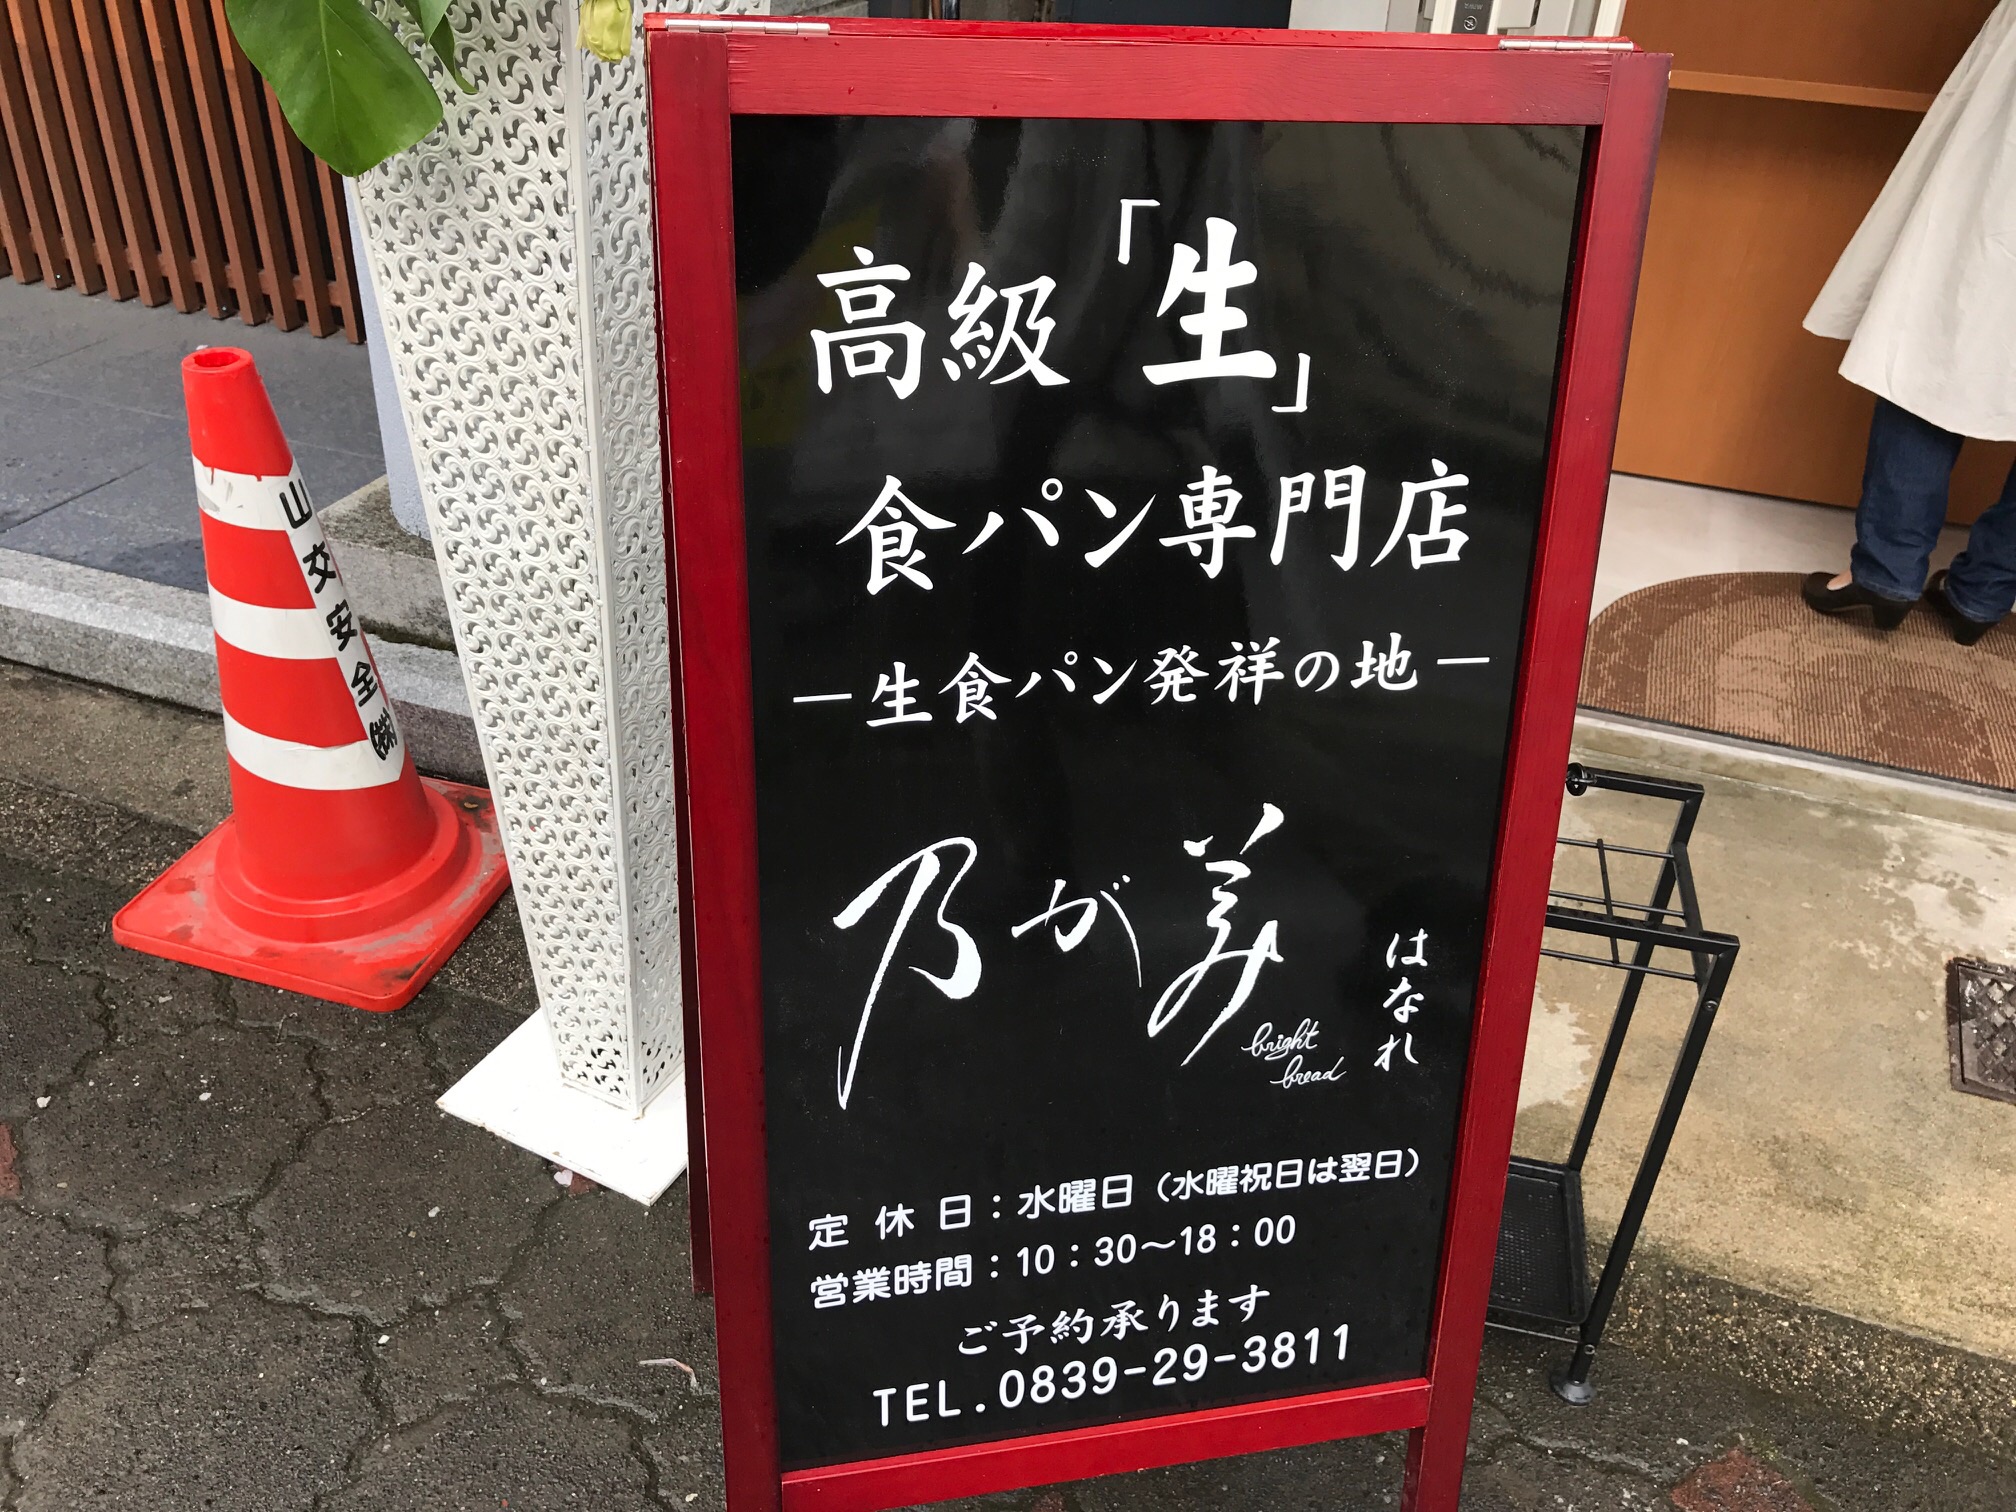 高級「生」
食パン専門店
―生食パン発祥の地―
乃が美
はなれ
bright
bread
定休日：水曜日（水曜祝日は翌日）
営業時間：10：30～18：00
ご予約承ります
TEL.0839-29-3811
山交安全㈱